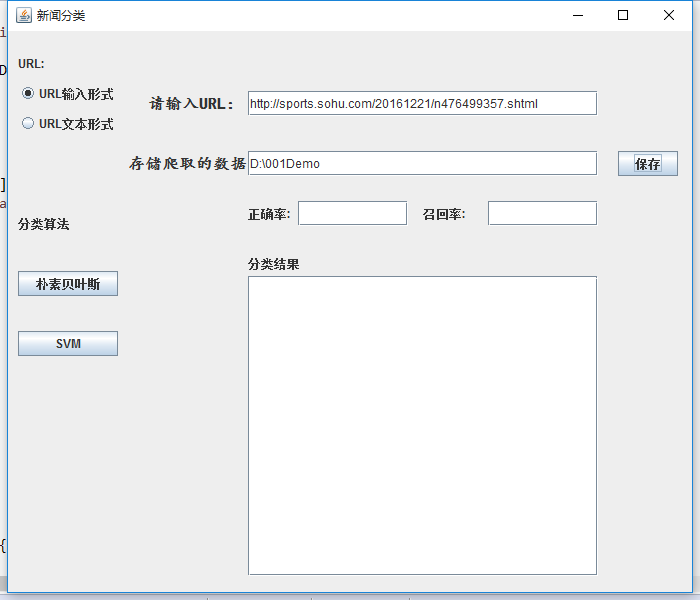 新闻分类
URL:
URL输入形式
请输入URL：
http://sports.sohu.com/20161221/n476499357.shtml
URL文本形式
存储爬取的数据
D:\001Demo
保存
正确率:
召回率:
分类算法
分类结果
朴素贝叶斯
SVM
i
D
]
a
{